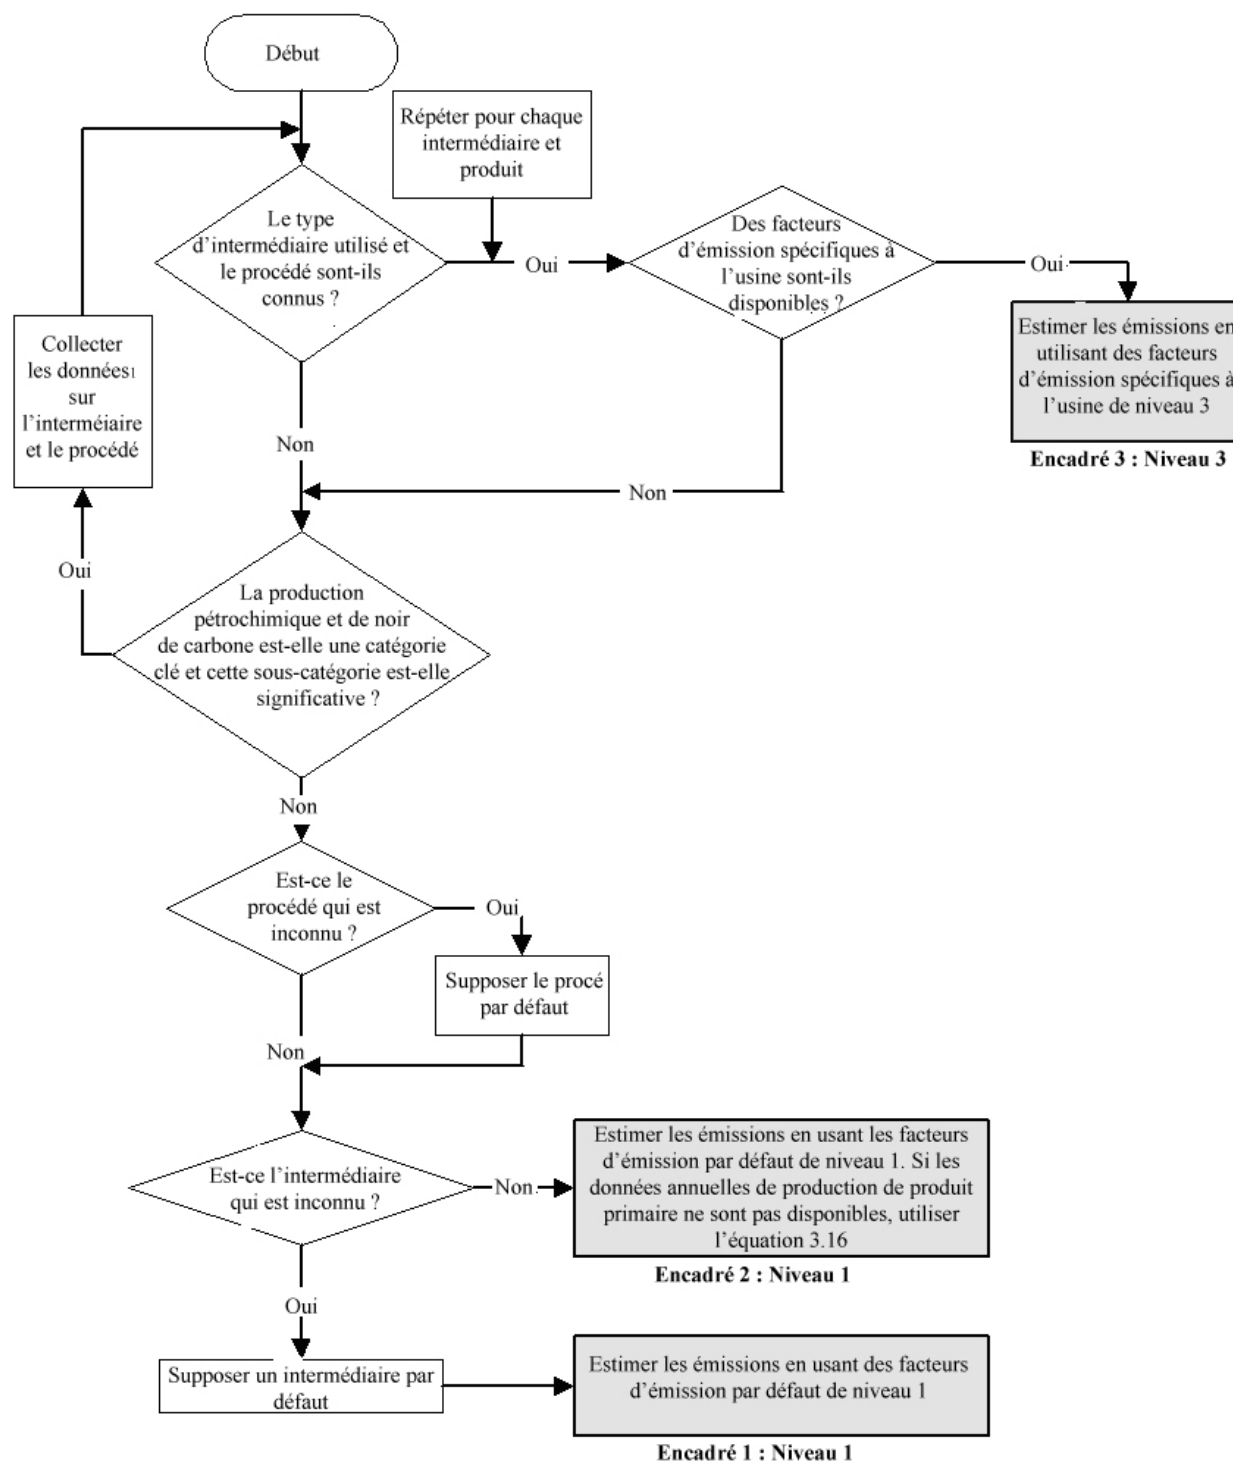 Début
Répéter pour chaque
intermédiaire et
produit
Le type
d’intermédiaire utilisé et
le procédé sont-ils
connus ?
Oui
Des facteurs
d’émission spécifiques à
l’usine sont-ils
disponibles ?
Oui
Estimer les émissions en
utilisant des facteurs
d’émission spécifiques à
l’usine de niveau 3
Encadré 3 : Niveau 3
Collecter
les données
sur
l’interméiaire
et le procédé
Non
Non
Oui
La production
pétrochimique et de noir
de carbone est-elle une catégorie
clé et cette sous-catégorie est-elle
significative ?
Non
Est-ce le
procédé qui est
inconnu ?
Oui
Supposer le procé
par défaut
Non
Est-ce l’intermédiaire
qui est inconnu ?
Non
Estimer les émissions en usant les facteurs
d’émission par défaut de niveau 1. Si les
données annuelles de production de produit
primaire ne sont pas disponibles, utiliser
l’équation 3.16
Encadré 2 : Niveau 1
Oui
Supposer un intermédiaire par
défaut
Estimer les émissions en usant des facteurs
d’émission par défaut de niveau 1
Encadré 1 : Niveau 1